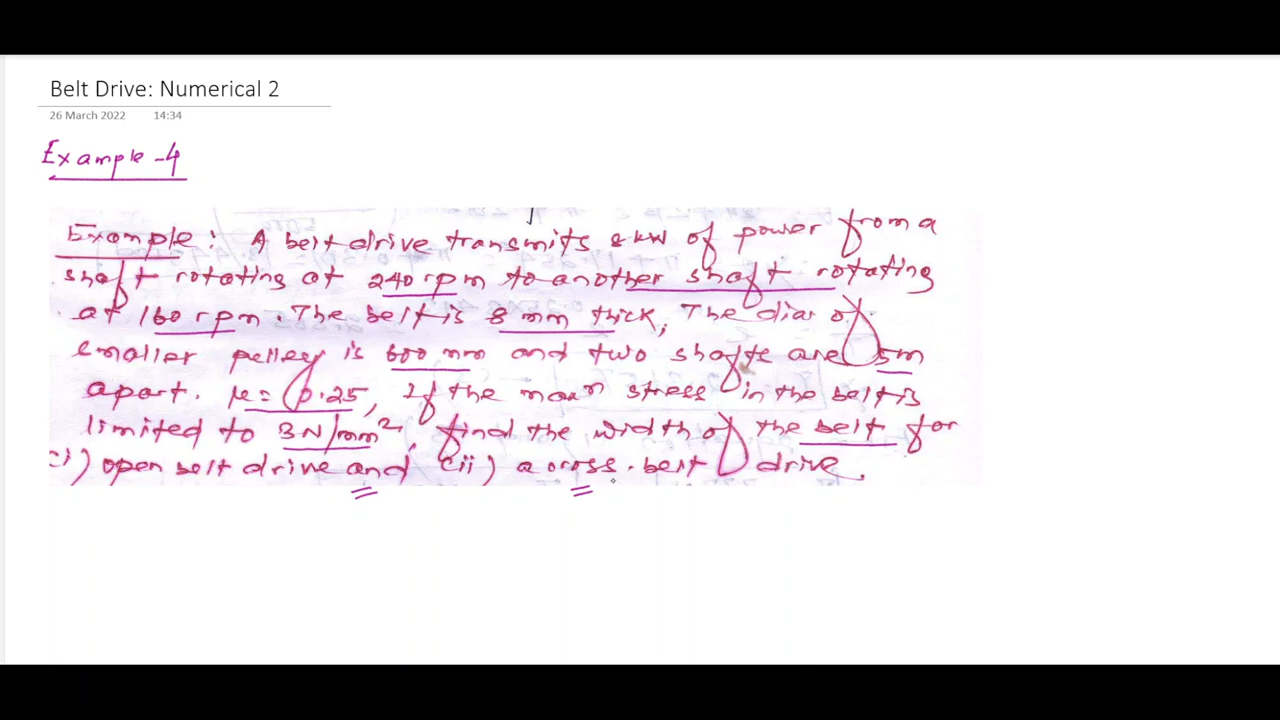 Belt Drive: Numerical 2
26 March 2022 14:34
Example-4
Example: A belt drive transmits 8kW of power from a
shaft rotating at 240 rpm to another shaft rotating
at 160 rpm. The belt is 8 mm thick, The diar of
smaller pulley is 600 mm and two shafts are 5m
apart. μ = 0.25, If the maxm stress in the belt is
limited to 3N/mm², find the width of the belt for
(i) open belt drive and (ii) a cross.belt drive.